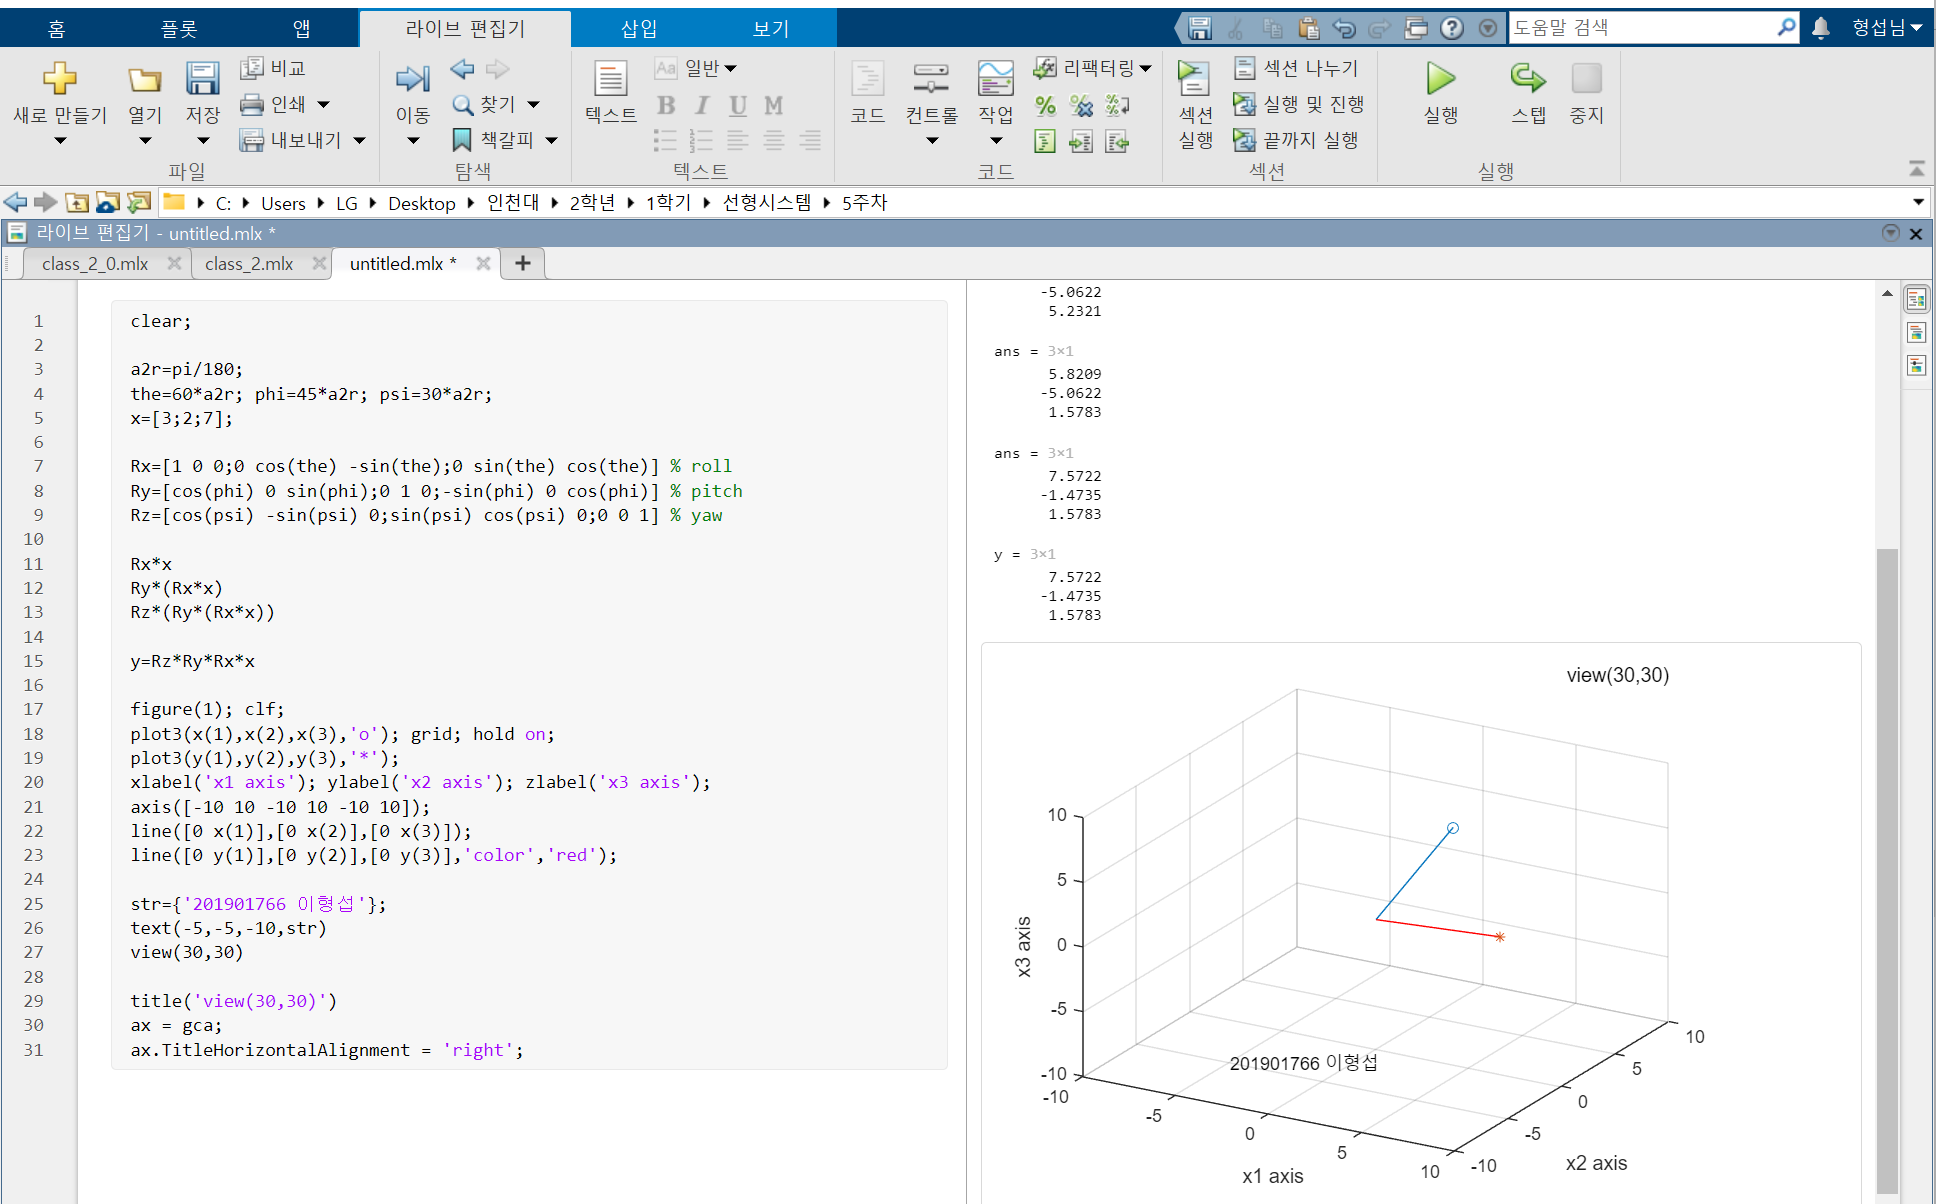 홈 플롯 앱 라이브 편집기 삽입 보기 도움말 검색 형섭님
새로 만들기 열기 저장 비교 인쇄 내보내기 파일
이동 찾기 책갈피 탐색
텍스트 Aa 일반 B I U M 텍스트
코드 컨트롤 작업 리팩터링 코드
섹션 실행 섹션 나누기 실행 및 진행 끝까지 실행 섹션
실행 스텝 중지 실행
C: Users LG Desktop 인천대 2학년 1학기 선형시스템 5주차
라이브 편집기 - untitled.mlx *
class_2_0.mlx class_2.mlx untitled.mlx *
1 clear;
2
3 a2r=pi/180;
4 the=60*a2r; phi=45*a2r; psi=30*a2r;
5 x=[3;2;7];
6
7 Rx=[1 0 0;0 cos(the) -sin(the);0 sin(the) cos(the)] % roll
8 Ry=[cos(phi) 0 sin(phi);0 1 0;-sin(phi) 0 cos(phi)] % pitch
9 Rz=[cos(psi) -sin(psi) 0;sin(psi) cos(psi) 0;0 0 1] % yaw
10
11 Rx*x
12 Ry*(Rx*x)
13 Rz*(Ry*(Rx*x))
14
15 y=Rz*Ry*Rx*x
16
17 figure(1); clf;
18 plot3(x(1),x(2),x(3),'o'); grid; hold on;
19 plot3(y(1),y(2),y(3),'*');
20 xlabel('x1 axis'); ylabel('x2 axis'); zlabel('x3 axis');
21 axis([-10 10 -10 10 -10 10]);
22 line([0 x(1)],[0 x(2)],[0 x(3)]);
23 line([0 y(1)],[0 y(2)],[0 y(3)],'color','red');
24
25 str={'201901766 이형섭'};
26 text(-5,-5,-10,str)
27 view(30,30)
28
29 title('view(30,30)')
30 ax = gca;
31 ax.TitleHorizontalAlignment = 'right';
-5.0622
5.2321
ans = 3×1
5.8209
-5.0622
1.5783
ans = 3×1
7.5722
-1.4735
1.5783
y = 3×1
7.5722
-1.4735
1.5783
view(30,30)
10
5
0
-5
-10
x3 axis
201901766 이형섭
-10
-5
0
5
10
x1 axis
-10
-5
0
5
10
x2 axis